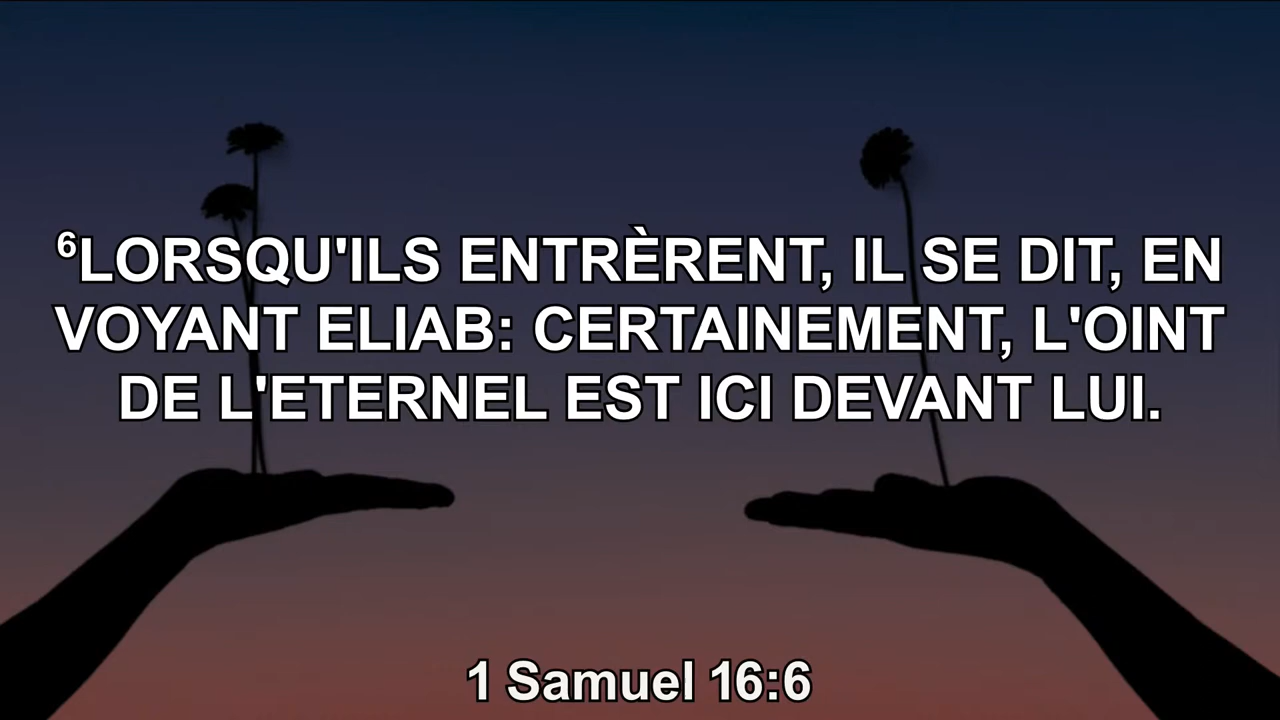 ⁶LORSQU'ILS ENTRÈRENT, IL SE DIT, EN
VOYANT ELIAB: CERTAINEMENT, L'OINT
DE L'ETERNEL EST ICI DEVANT LUI.
1 Samuel 16:6